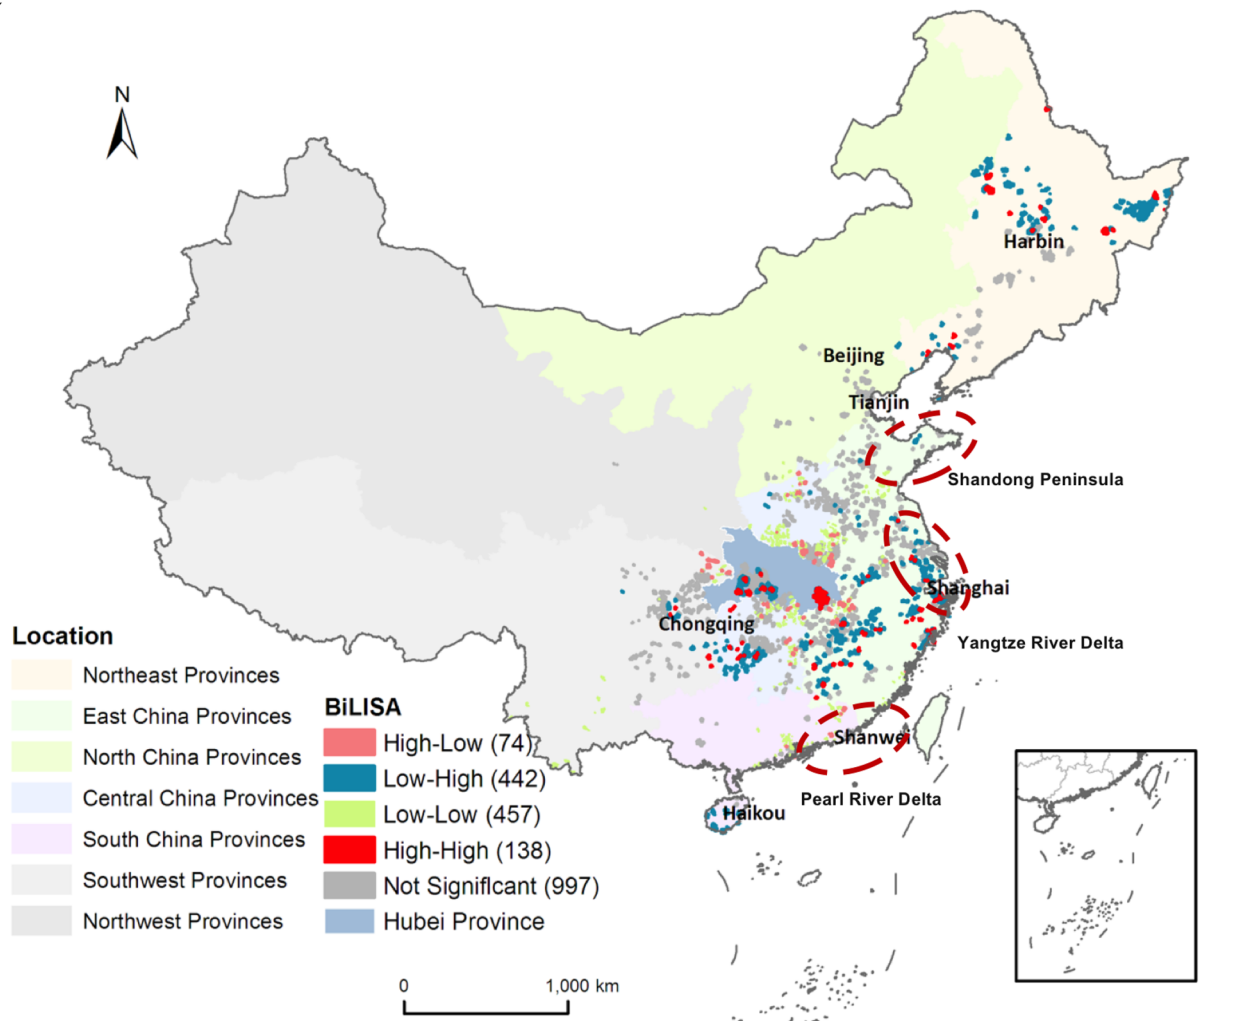 N
Harbin
Beijing
Tianjin
Shandong Peninsula
Shanghai
Chongqing
Yangtze River Delta
Shanwei
Pearl River Delta
Haikou
Location
Northeast Provinces
East China Provinces
North China Provinces
Central China Provinces
South China Provinces
Southwest Provinces
Northwest Provinces
BiLISA
High-Low (74)
Low-High (442)
Low-Low (457)
High-High (138)
Not Significant (997)
Hubei Province
0 1,000 km